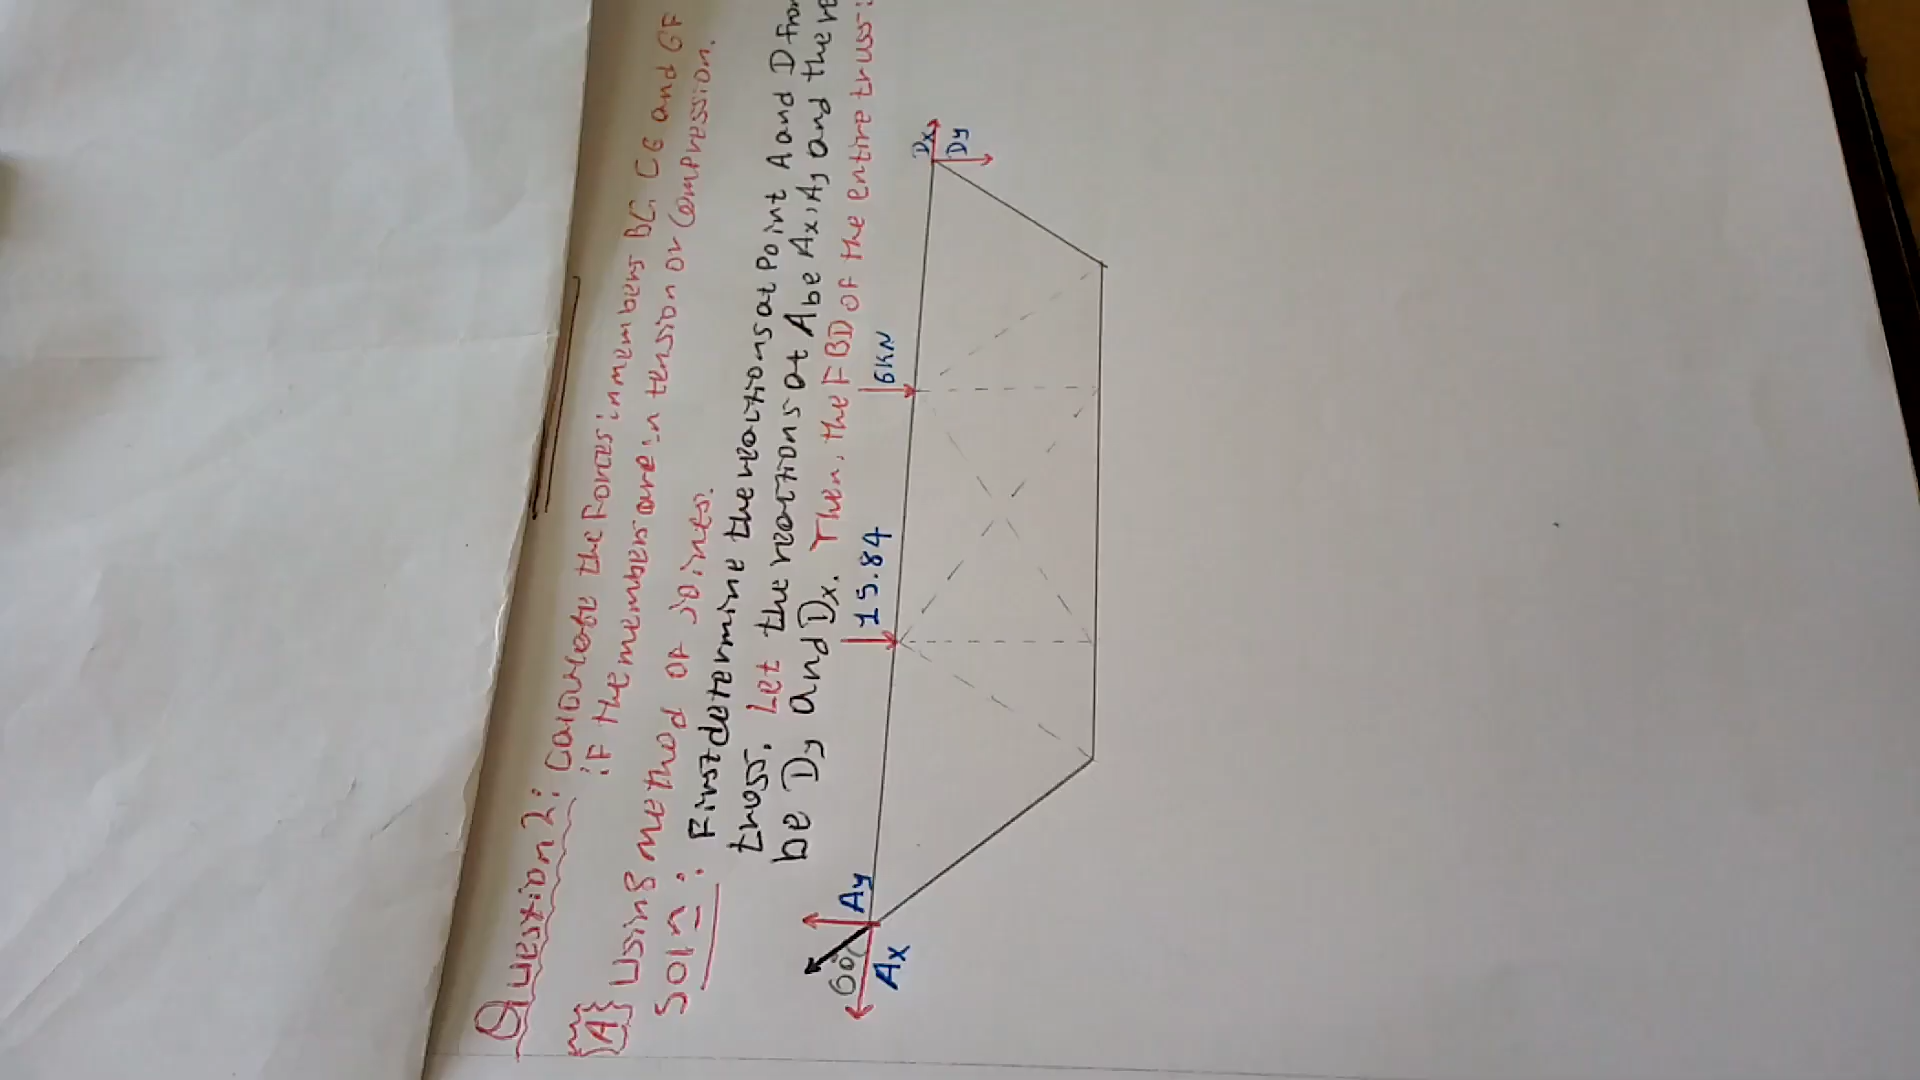 Question 2: Calculate the forces in members BC, CG and GF
if the members are in tension or compression.
{A} Using method of joints.
Soln: First determine the reactions at Point A and D from
truss. Let the reactions at A be Ax, Ay and the re
be Dy and Dx. Then, the FBD of the entire truss:
15.84
6KN
Dx
Dy
60°
Ay
Ax